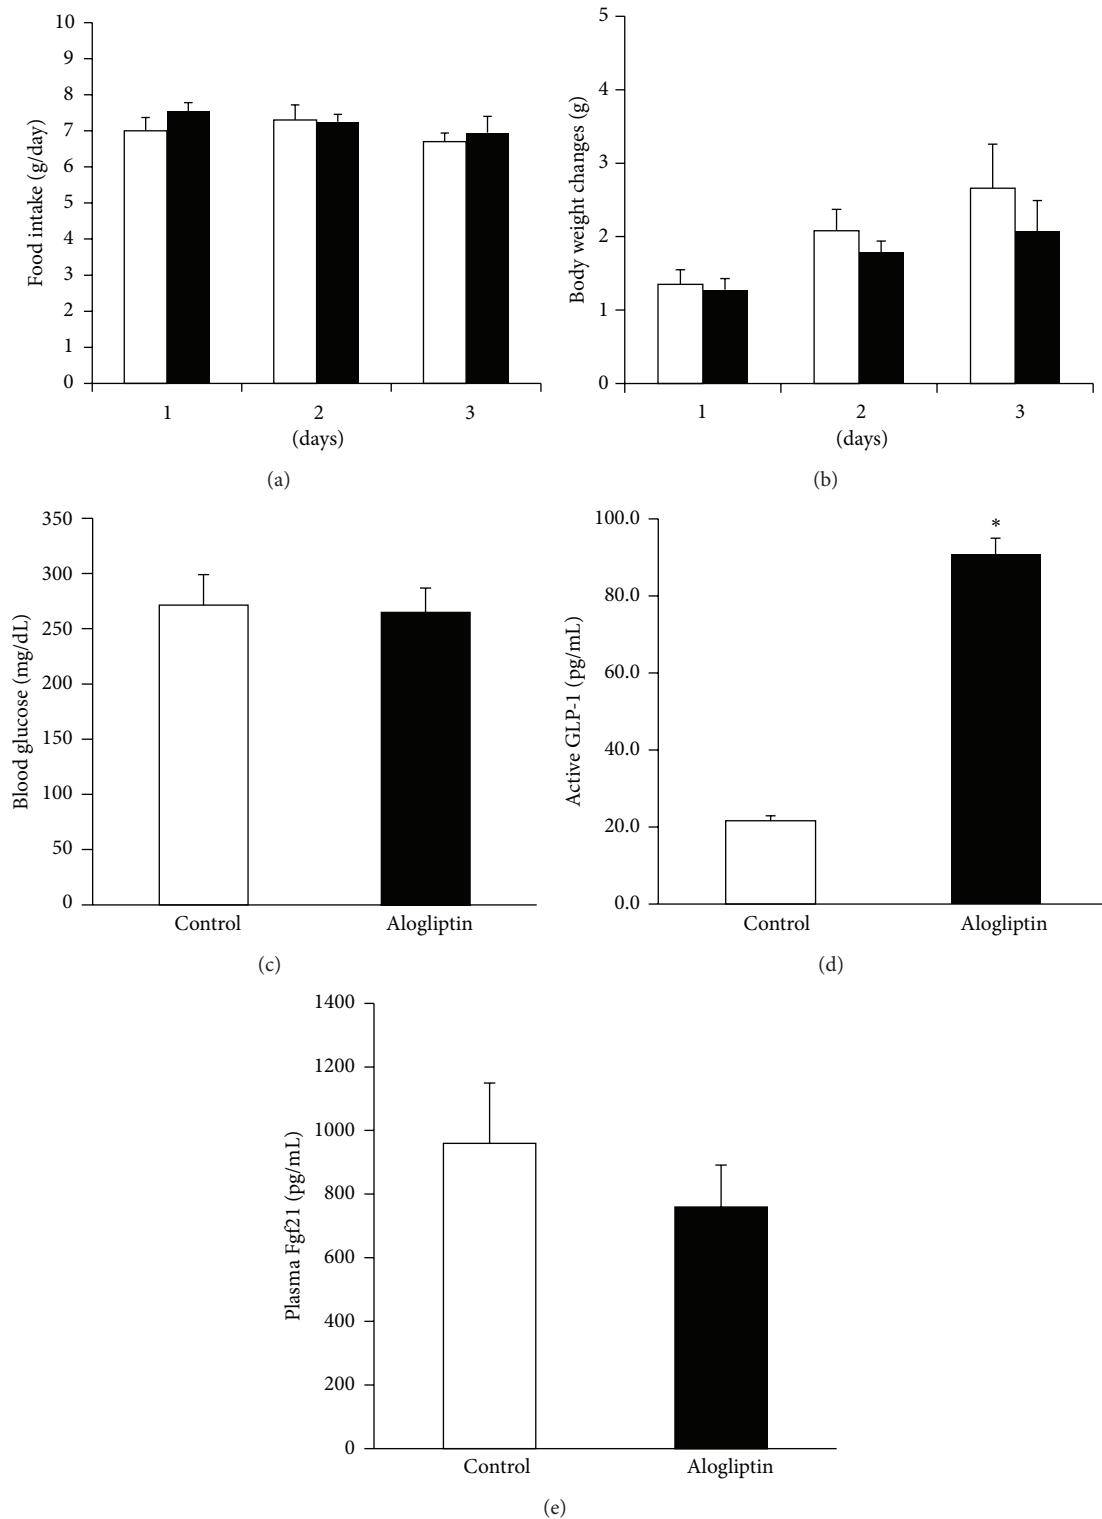 10
9
8
7
6
5
4
3
2
1
0
Food intake (g/day)
1 2 3
(days)
(a)
5
4
3
2
1
0
Body weight changes (g)
1 2 3
(days)
(b)
350
300
250
200
150
100
50
0
Blood glucose (mg/dL)
Control Alogliptin
(c)
100.0
80.0
60.0
40.0
20.0
0.0
Active GLP-1 (pg/mL)
*
Control Alogliptin
(d)
1400
1200
1000
800
600
400
200
0
Plasma Fgf21 (pg/mL)
Control Alogliptin
(e)